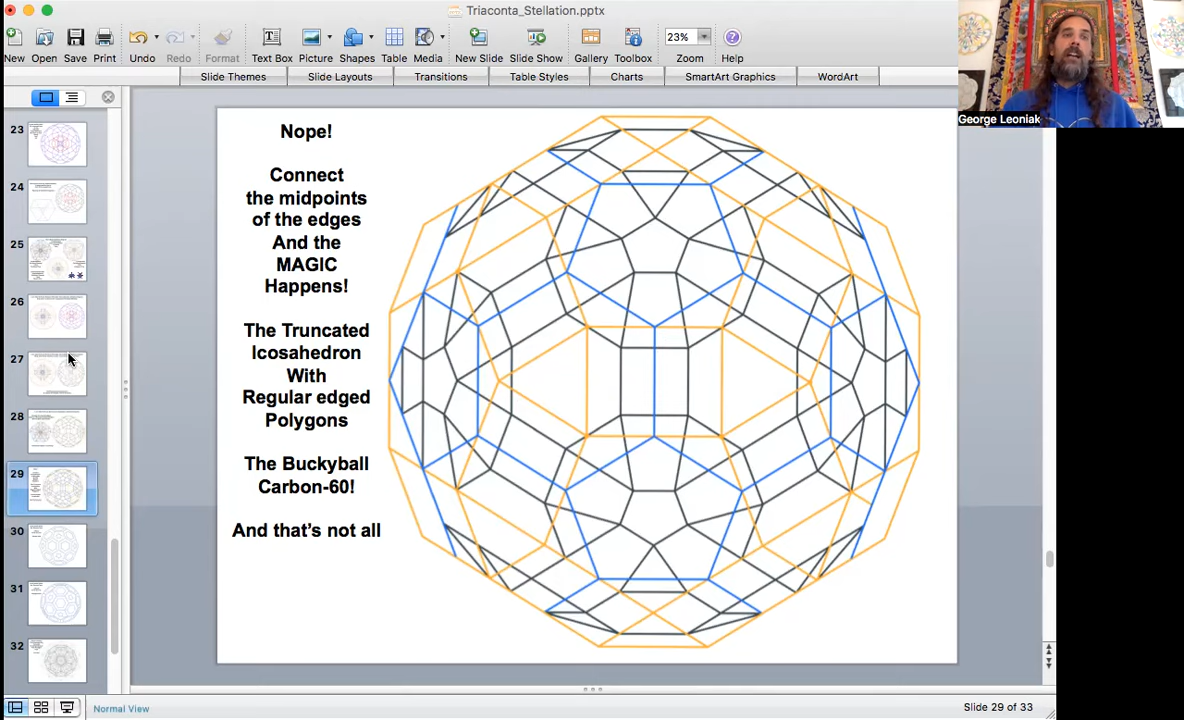 Triaconta_Stellation.pptx
New Open Save Print Undo Redo Format Text Box Picture Shapes Table Media New Slide Slide Show Gallery Toolbox Zoom Help
23%
Slide Themes Slide Layouts Transitions Table Styles Charts SmartArt Graphics WordArt
George Leoniak
23
24
25
26
27
28
29
30
31
32
Nope!
Connect
the midpoints
of the edges
And the
MAGIC
Happens!
The Truncated
Icosahedron
With
Regular edged
Polygons
The Buckyball
Carbon-60!
And that's not all
Normal View
Slide 29 of 33